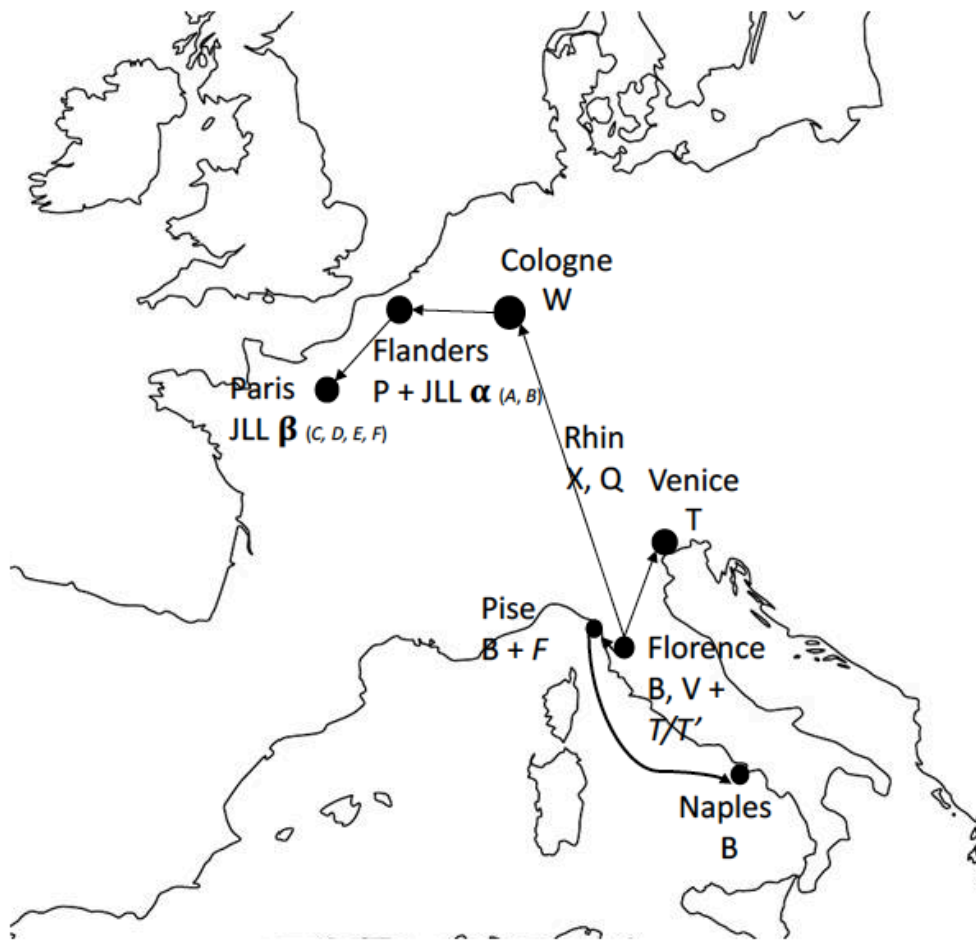 Cologne
W
Flanders
P + JLL α (A, B)
Paris
JLL β (C, D, E, F)
Rhin
X, Q
Venice
T
Pise
B + F
Florence
B, V +
T/T’
Naples
B